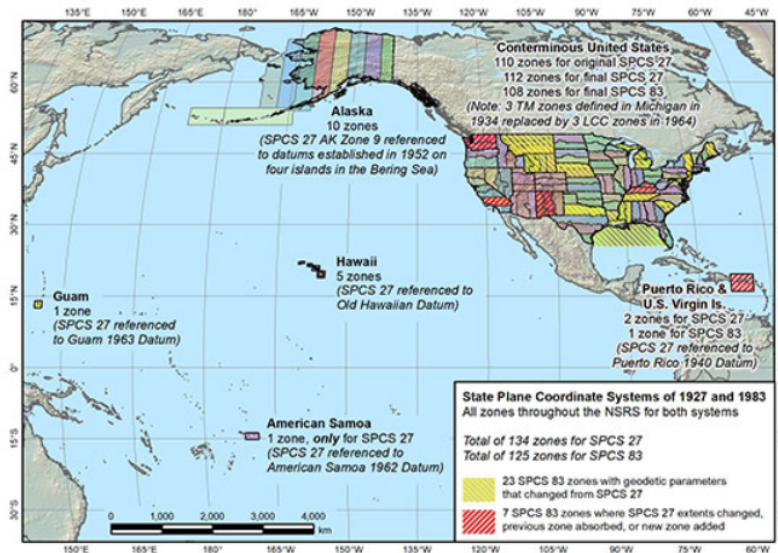 135°E 150°E 165°E 180° 165°W 150°W 135°W 120°W 105°W 90°W 75°W 60°W 45°W
Conterminous United States
110 zones for original SPCS 27
112 zones for final SPCS 27
108 zones for final SPCS 83
(Note: 3 TM zones defined in Michigan in
1934 replaced by 3 LCC zones in 1964)
60°N
Alaska
10 zones
(SPCS 27 AK Zone 9 referenced
to datums established in 1952 on
four islands in the Bering Sea)
45°N
30°N
Hawaii
5 zones
(SPCS 27 referenced to
Old Hawaiian Datum)
15°N
Guam
1 zone
(SPCS 27 referenced
to Guam 1963 Datum)
Puerto Rico &
U.S. Virgin Is.
2 zones for SPCS 27
1 zone for SPCS 83
(SPCS 27 referenced to
Puerto Rico 1940 Datum)
0°
American Samoa
1 zone, only for SPCS 27
(SPCS 27 referenced to
American Samoa 1962 Datum)
15°S
30°S
State Plane Coordinate Systems of 1927 and 1983
All zones throughout the NSRS for both systems
Total of 134 zones for SPCS 27
Total of 125 zones for SPCS 83
23 SPCS 83 zones with geodetic parameters
that changed from SPCS 27
7 SPCS 83 zones where SPCS 27 extents changed,
previous zone absorbed, or new zone added
0 1,000 2,000 3,000 4,000
km
150°E 165°E 180° 165°W 150°W 135°W 120°W 105°W 90°W 75°W 60°W